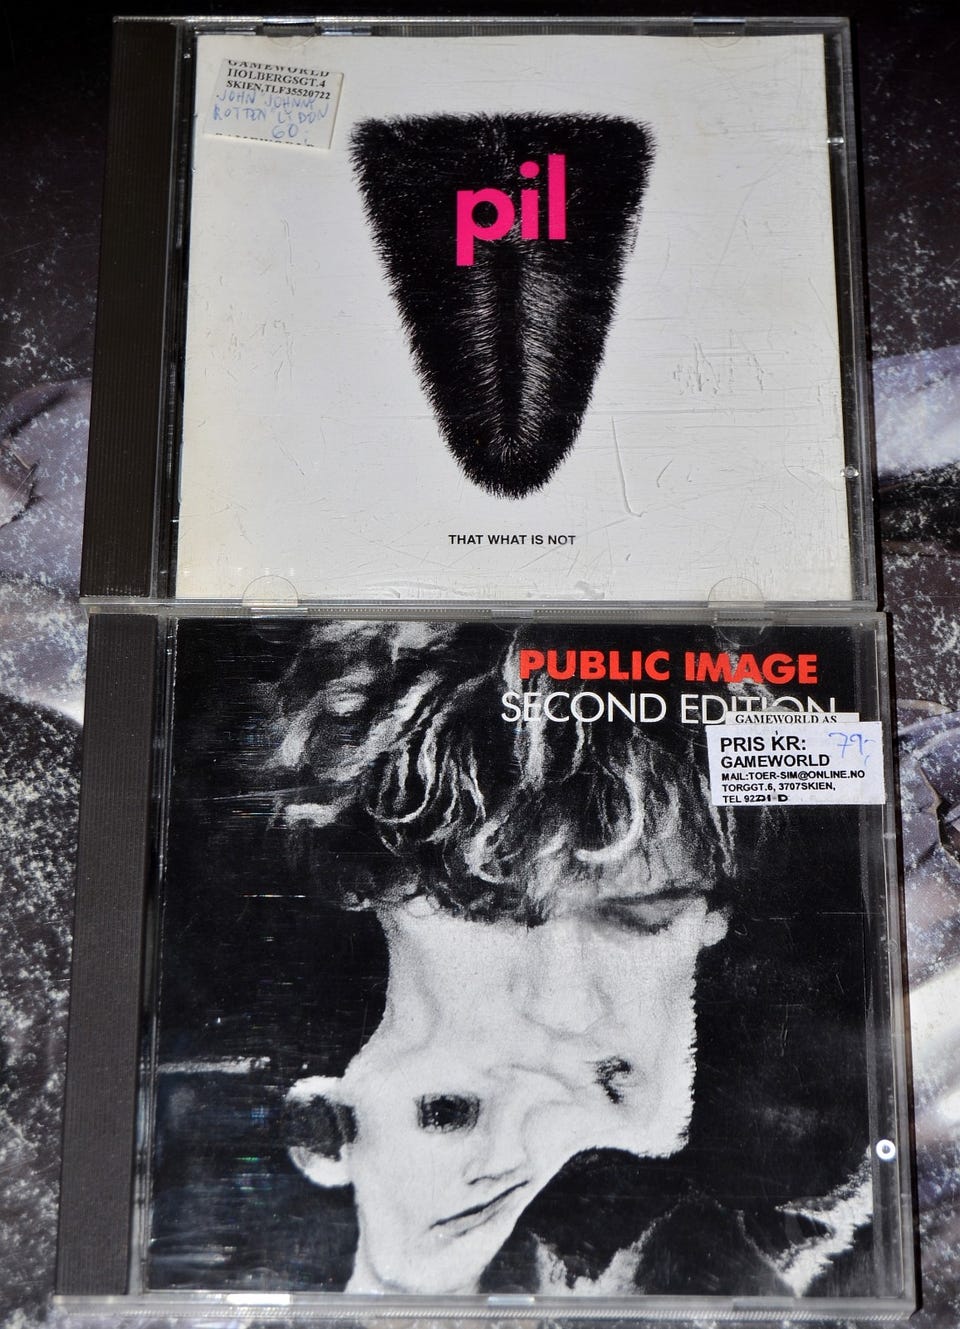 GAMEWORLD
HOLBERGSGT.4
SKIEN,TLF35520722
JOHN JOHNNY
ROTTEN LYDON
60,-
pil
THAT WHAT IS NOT
PUBLIC IMAGE
SECOND EDITION
GAMEWORLD AS
PRIS KR: 79,-
GAMEWORLD
MAIL:TOER-SIM@ONLINE.NO
TORGGT.6, 3707SKIEN,
TEL